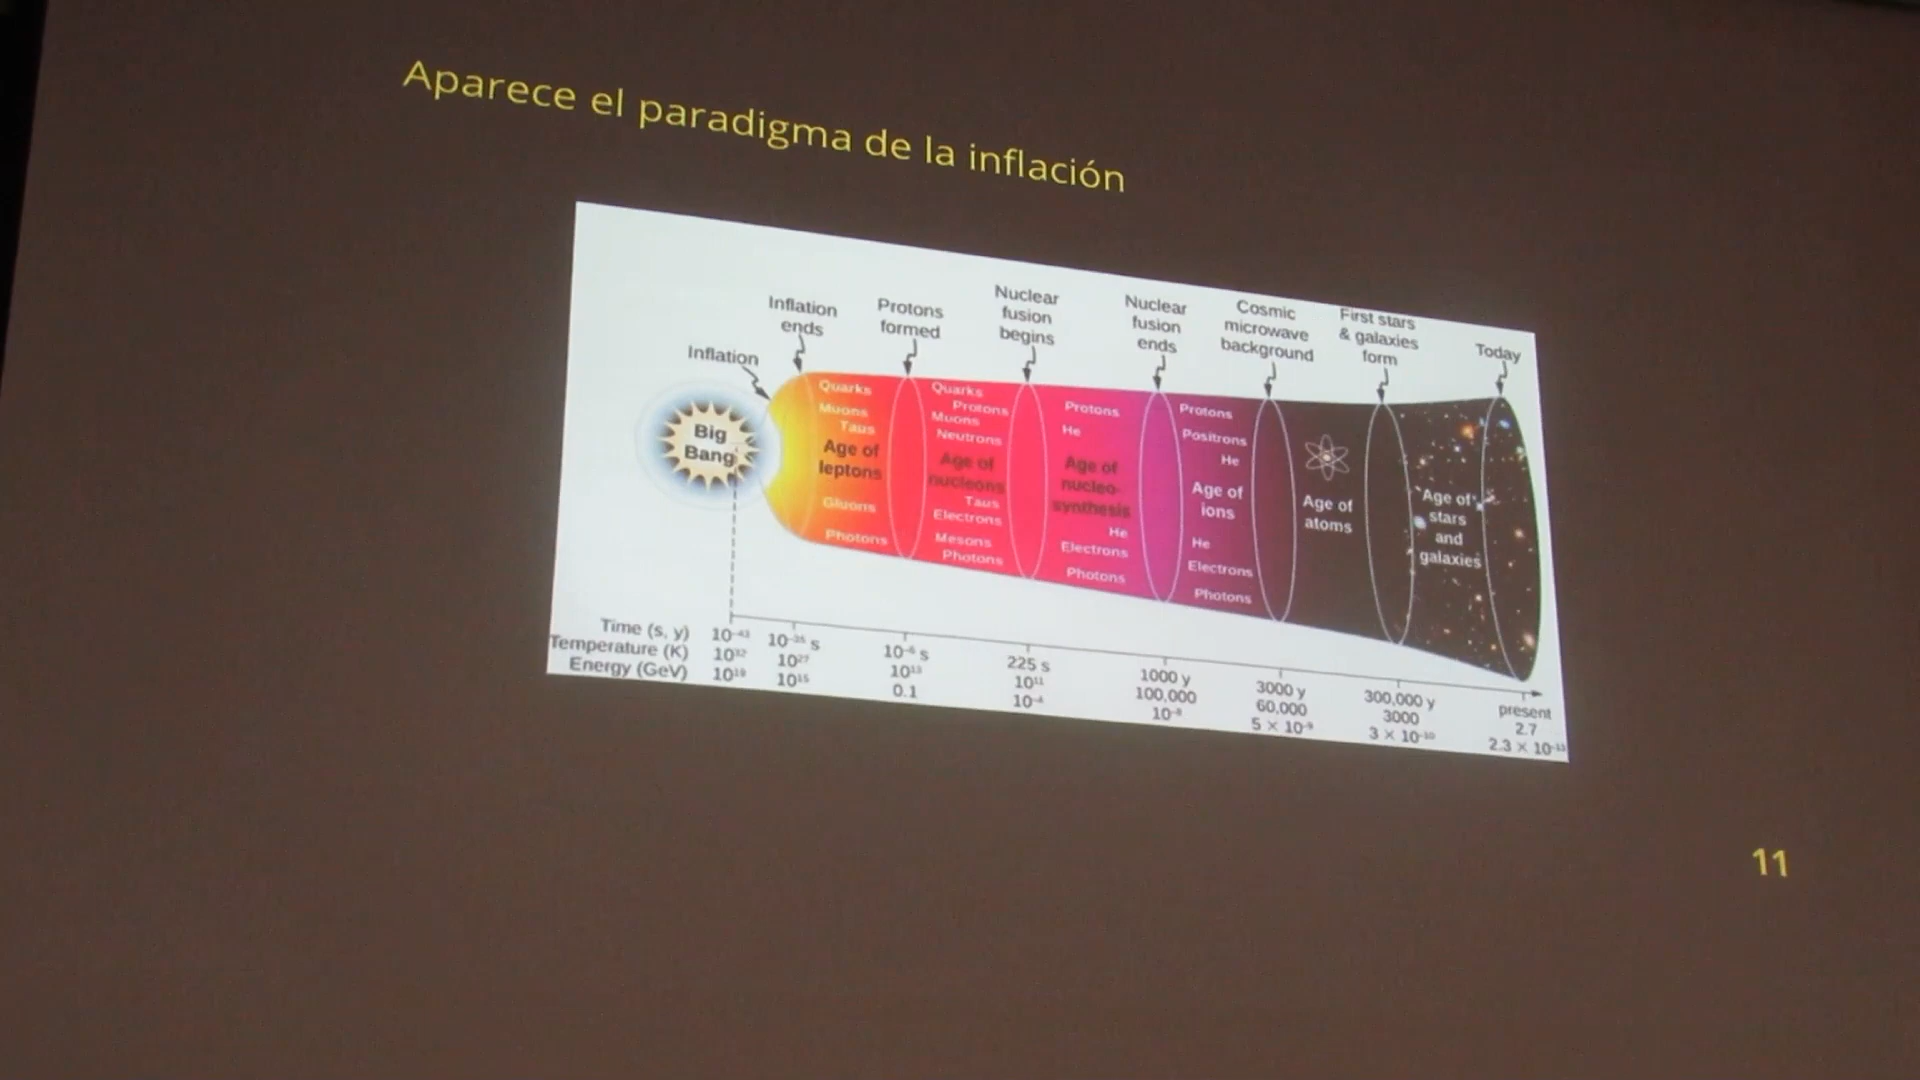 Aparece el paradigma de la inflación
Inflation
Inflation
ends
Protons
formed
Nuclear
fusion
begins
Nuclear
fusion
ends
Cosmic
microwave
background
First stars
& galaxies
form
Today
Big
Bang
Quarks
Muons
Taus
Age of
leptons
Gluons
Photons
Quarks
Protons
Muons
Neutrons
Age of
nucleons
Taus
Electrons
Mesons
Photons
Protons
He
Age of
nucleo-
synthesis
He
Electrons
Photons
Protons
Positrons
He
Age of
ions
He
Electrons
Photons
Age of
atoms
Age of
stars
and
galaxies
Time (s, y) 10⁻⁴³ 10⁻³⁵ s 10⁻⁶ s 225 s 1000 y 3000 y 300,000 y present
Temperature (K) 10³² 10²⁷ 10¹³ 10¹¹ 100,000 60,000 3000 2.7
Energy (GeV) 10¹⁹ 10¹⁵ 0.1 10⁻⁴ 10⁻⁸ 5 × 10⁻⁹ 3 × 10⁻¹⁰ 2.3 × 10⁻¹³
11